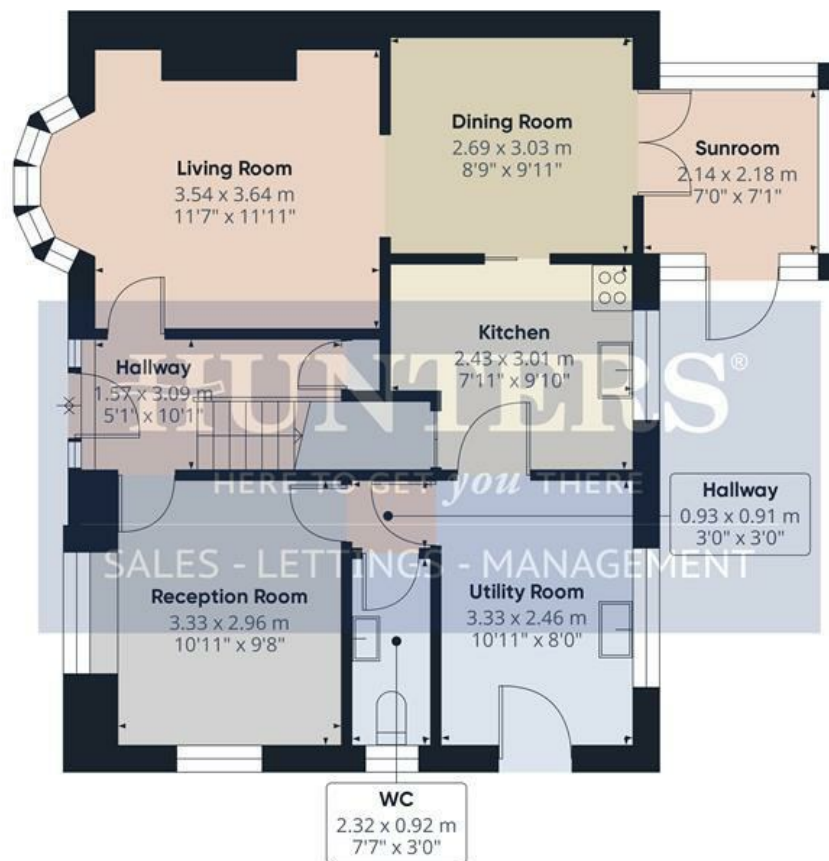 Living Room
3.54 x 3.64 m
11'7" x 11'11"
Dining Room
2.69 x 3.03 m
8'9" x 9'11"
Sunroom
2.14 x 2.18 m
7'0" x 7'1"
Kitchen
2.43 x 3.01 m
7'11" x 9'10"
Hallway
1.57 x 3.09 m
5'1" x 10'1"
HUNTERS®
HERE TO GET you THERE
SALES - LETTINGS - MANAGEMENT
Hallway
0.93 x 0.91 m
3'0" x 3'0"
Reception Room
3.33 x 2.96 m
10'11" x 9'8"
Utility Room
3.33 x 2.46 m
10'11" x 8'0"
WC
2.32 x 0.92 m
7'7" x 3'0"